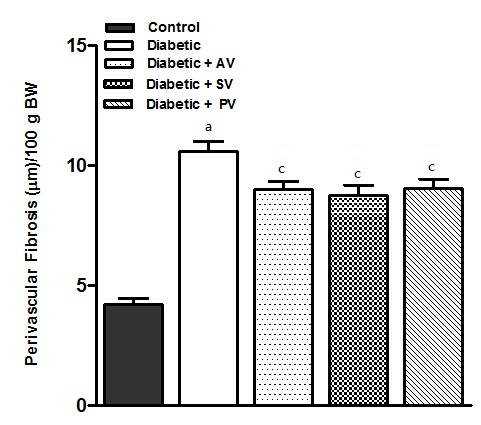 Control
Diabetic
Diabetic + AV
Diabetic + SV
Diabetic + PV
Perivascular Fibrosis (μm)/100 g BW
15
10
5
0
a
c
c
c